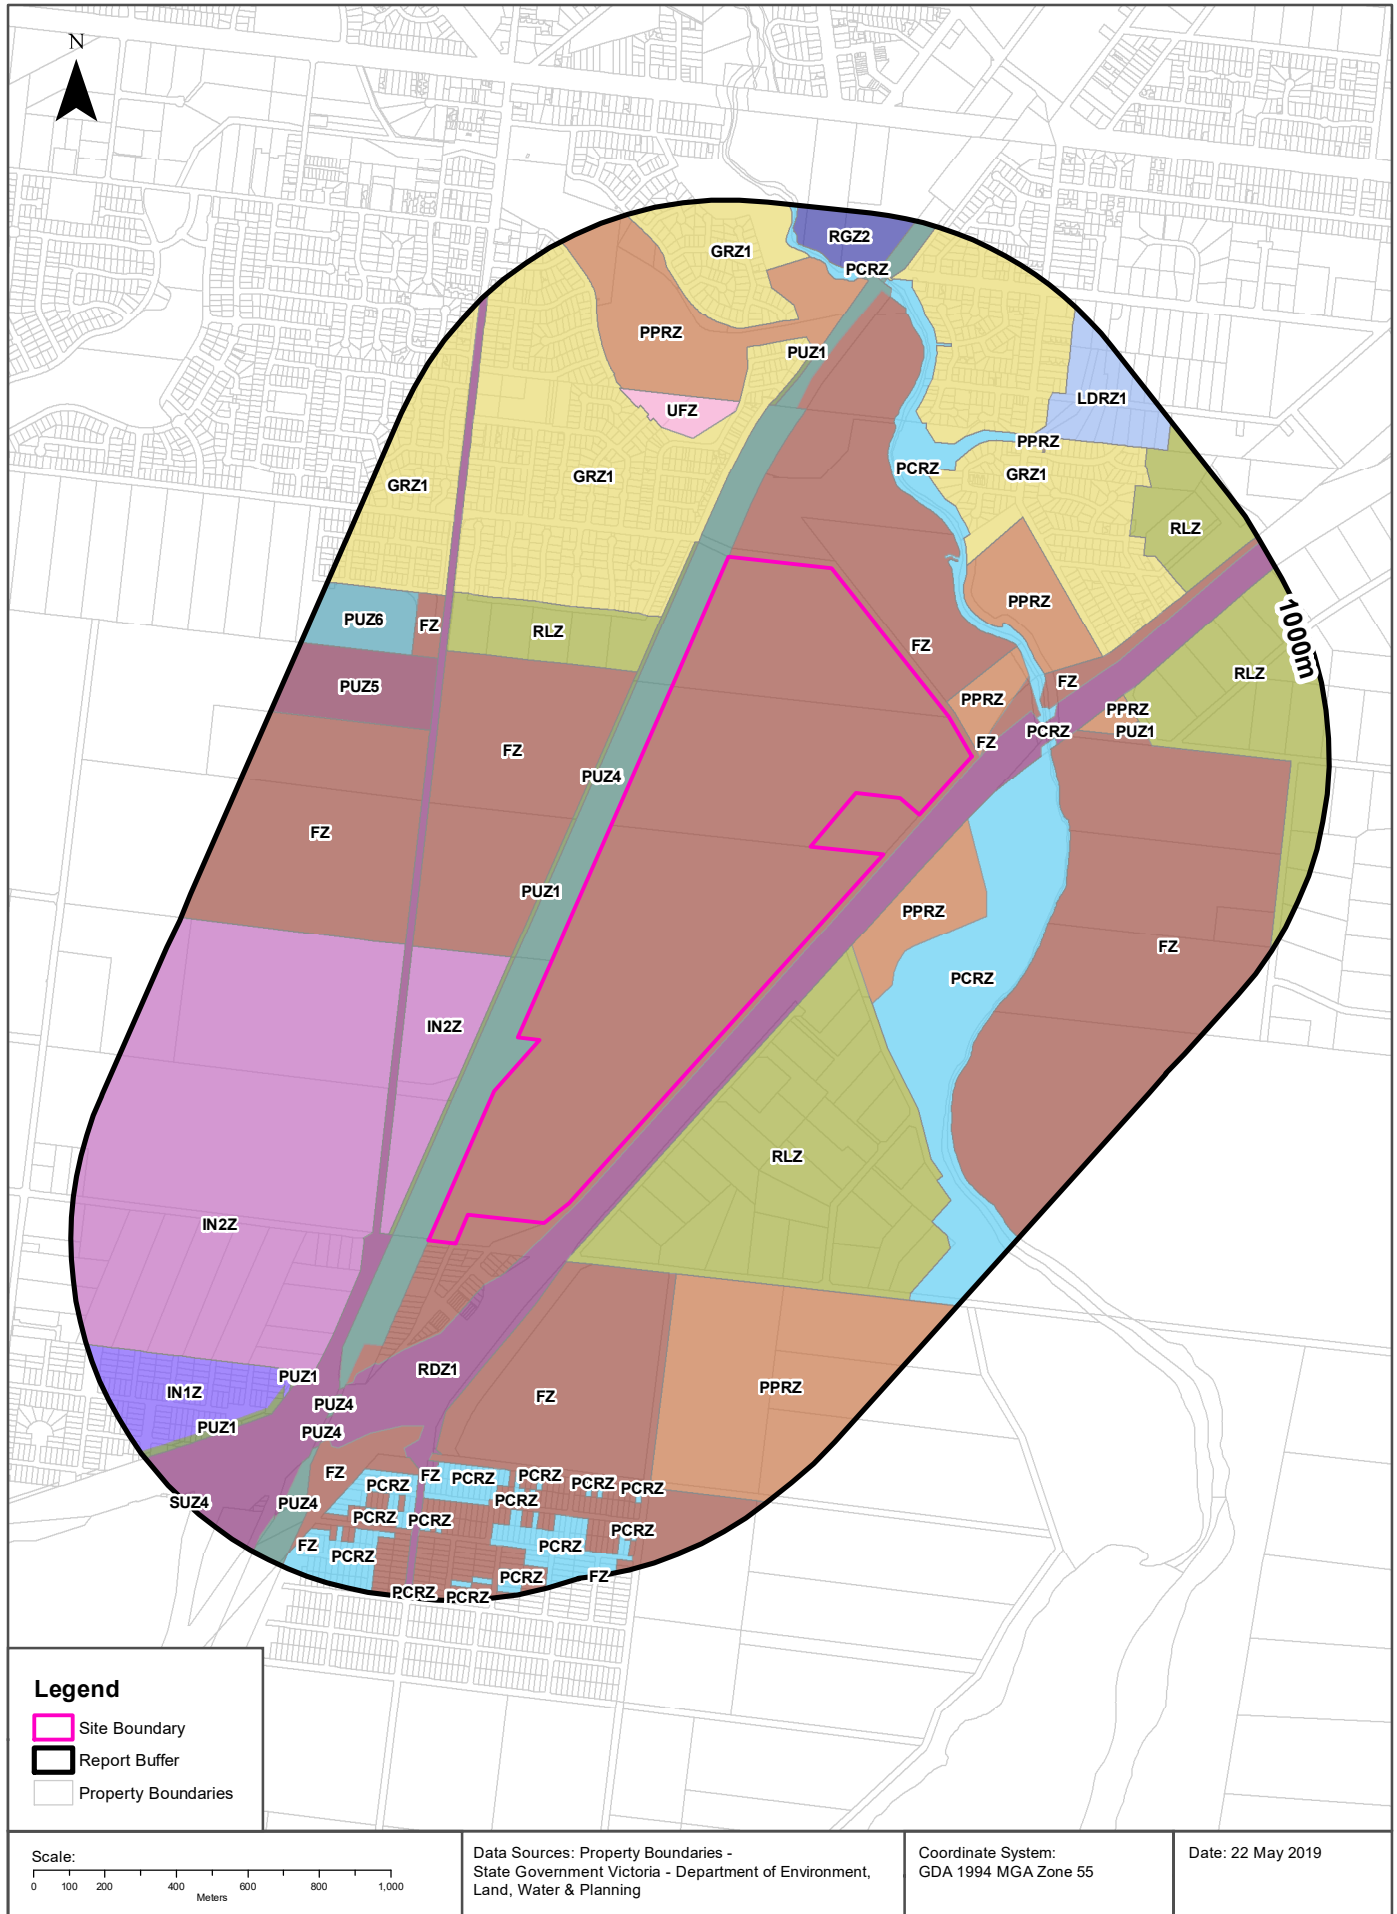 N
RGZ2
GRZ1
PCRZ
PPRZ
PUZ1
LDRZ1
UFZ
PPRZ
PCRZ
GRZ1
GRZ1
GRZ1
RLZ
PPRZ
1000m
PUZ6
FZ
RLZ
FZ
RLZ
PUZ5
FZ
PPRZ
PPRZ
PCRZ
PUZ1
FZ
FZ
PUZ4
FZ
PUZ1
PPRZ
FZ
PCRZ
IN2Z
RLZ
IN2Z
RDZ1
PUZ1
IN1Z
PPRZ
FZ
PUZ4
PUZ1
PUZ4
FZ
PCRZ
FZ
PCRZ
PCRZ
PCRZ
PCRZ
SUZ4
PUZ4
PCRZ
PCRZ
PCRZ
PCRZ
FZ
PCRZ
PCRZ
PCRZ
FZ
PCRZ
PCRZ
Legend
Site Boundary
Report Buffer
Property Boundaries
Scale:
0 100 200 400 600 800 1,000
Meters
Data Sources: Property Boundaries -
State Government Victoria - Department of Environment,
Land, Water & Planning
Coordinate System:
GDA 1994 MGA Zone 55
Date: 22 May 2019